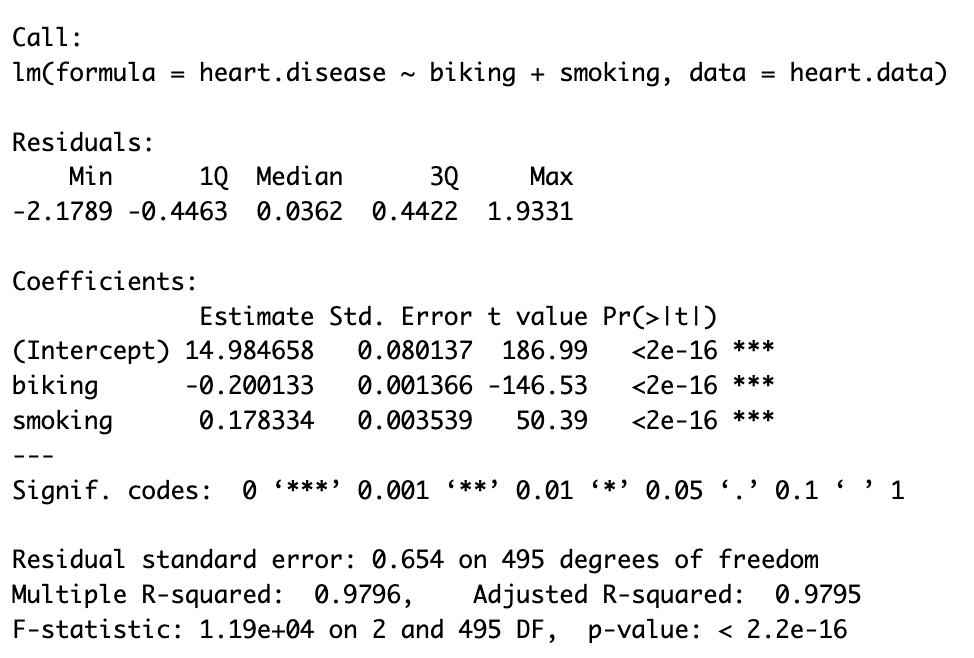 Call:
lm(formula = heart.disease ~ biking + smoking, data = heart.data)
Residuals:
    Min      1Q  Median      3Q     Max
-2.1789 -0.4463  0.0362  0.4422  1.9331
Coefficients:
             Estimate Std. Error t value Pr(>|t|)
(Intercept) 14.984658   0.080137  186.99   <2e-16 ***
biking      -0.200133   0.001366 -146.53   <2e-16 ***
smoking      0.178334   0.003539   50.39   <2e-16 ***
---
Signif. codes:  0 ‘***’ 0.001 ‘**’ 0.01 ‘*’ 0.05 ‘.’ 0.1 ‘ ’ 1
Residual standard error: 0.654 on 495 degrees of freedom
Multiple R-squared:  0.9796,    Adjusted R-squared:  0.9795
F-statistic: 1.19e+04 on 2 and 495 DF,  p-value: < 2.2e-16